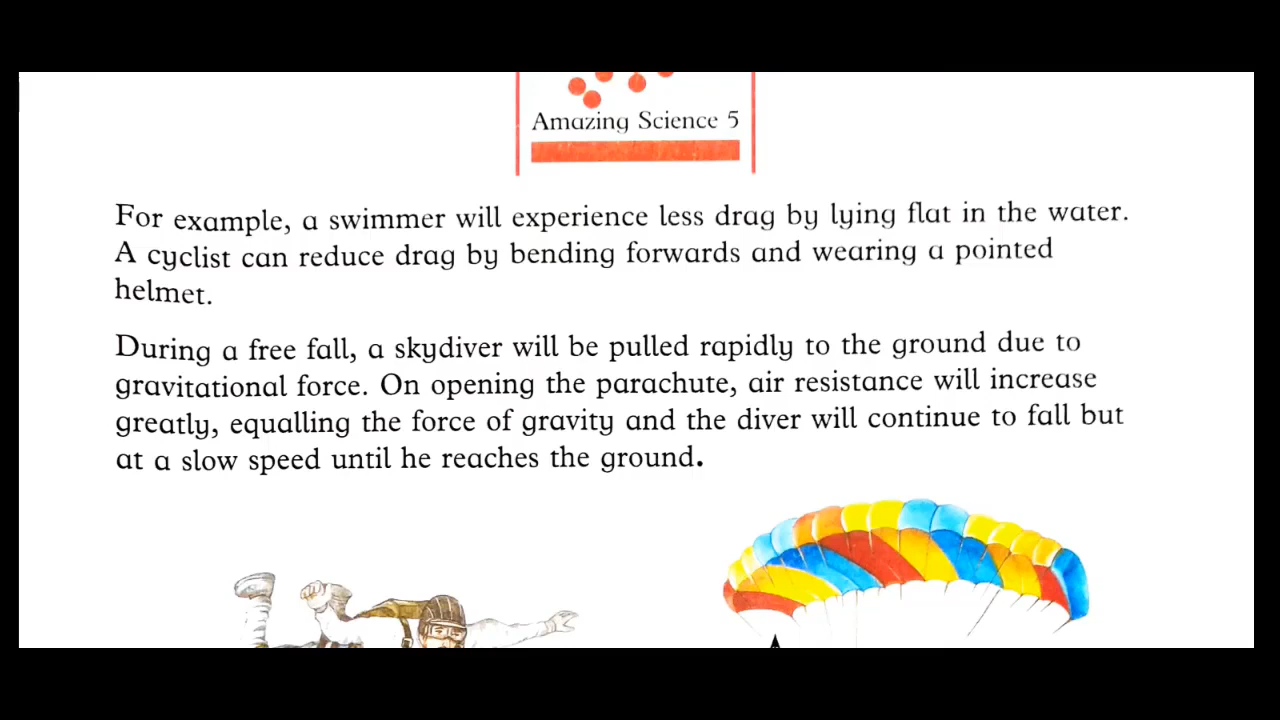 Amazing Science 5
For example, a swimmer will experience less drag by lying flat in the water.
A cyclist can reduce drag by bending forwards and wearing a pointed
helmet.
During a free fall, a skydiver will be pulled rapidly to the ground due to
gravitational force. On opening the parachute, air resistance will increase
greatly, equalling the force of gravity and the diver will continue to fall but
at a slow speed until he reaches the ground.